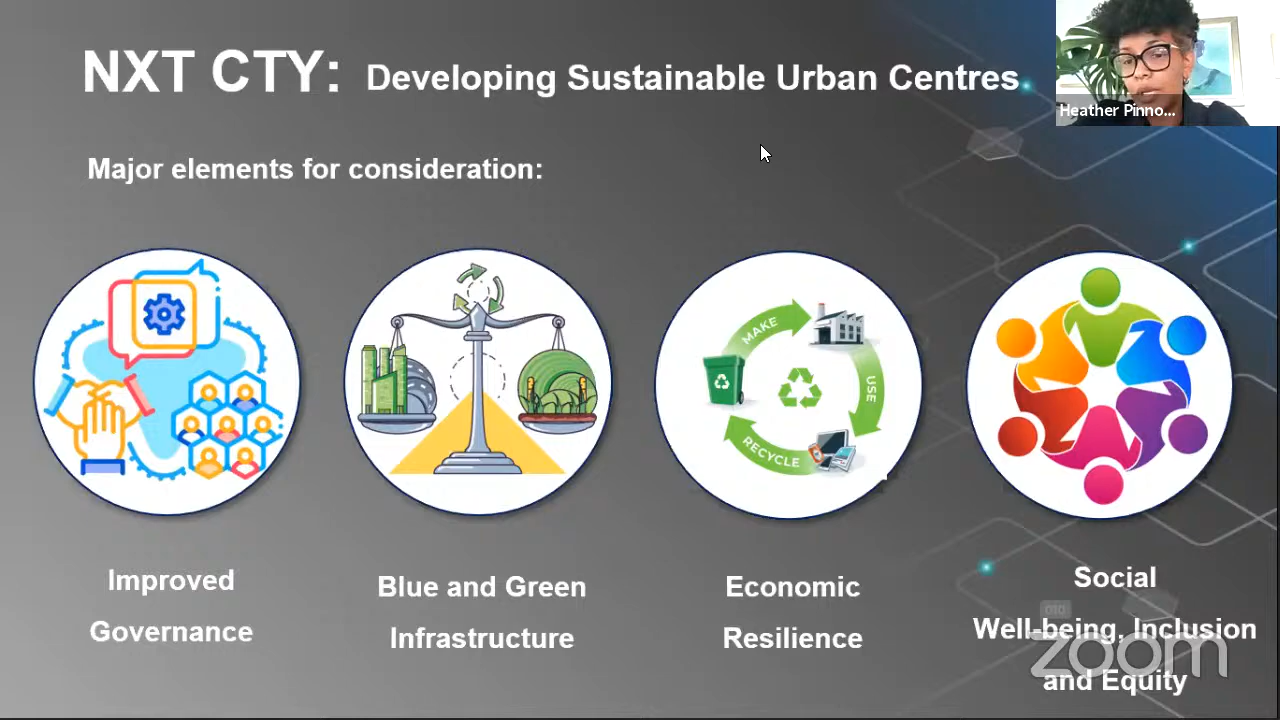 NXT CTY: Developing Sustainable Urban Centres
Heather Pinno...
Major elements for consideration:
MAKE
USE
RECYCLE
Improved
Governance
Blue and Green
Infrastructure
Economic
Resilience
Social
Well-being, Inclusion
and Equity
zoom